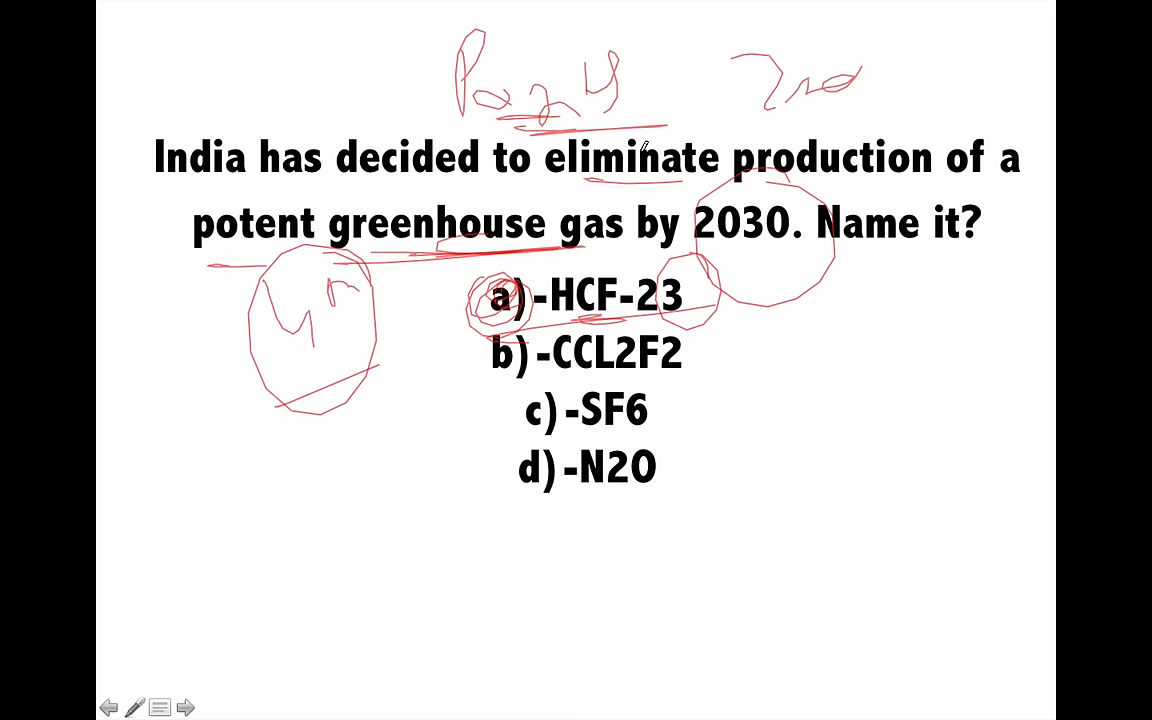 India has decided to eliminate production of a
potent greenhouse gas by 2030. Name it?
a)-HCF-23
b)-CCL2F2
c)-SF6
d)-N2O